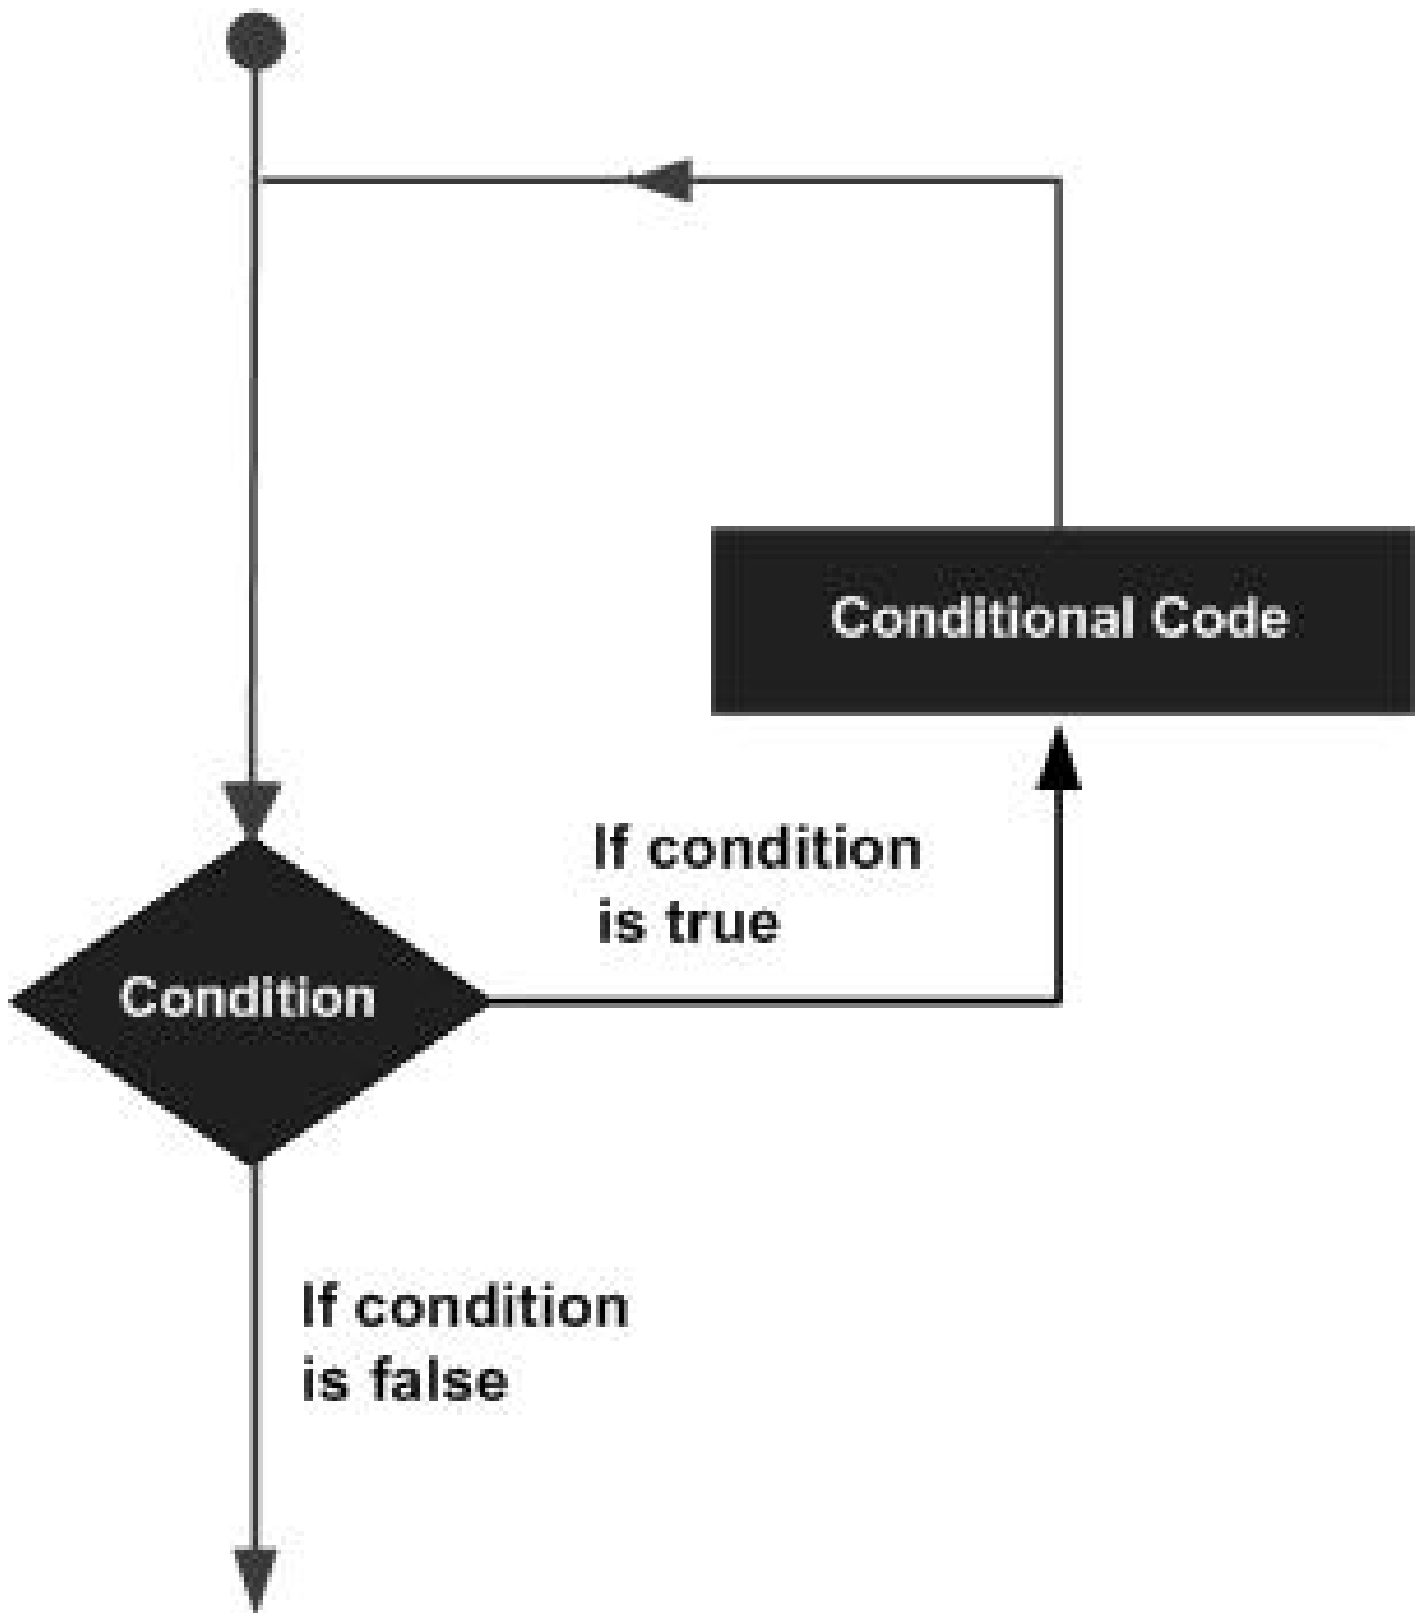 Conditional Code
If condition
is true
Condition
If condition
is false